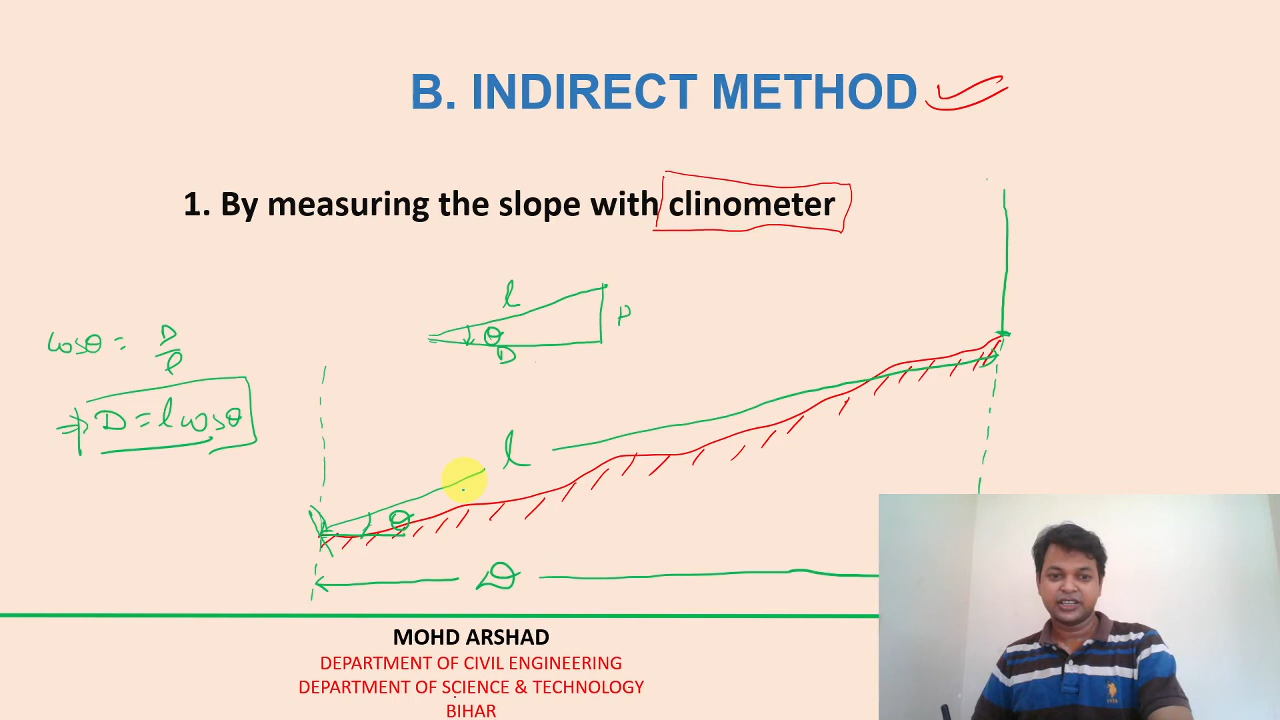 B. INDIRECT METHOD
1. By measuring the slope with clinometer
l
θ
D
P
cosθ = D/l
⇒ D = l cosθ
l
θ
D
MOHD ARSHAD
DEPARTMENT OF CIVIL ENGINEERING
DEPARTMENT OF SCIENCE & TECHNOLOGY
BIHAR